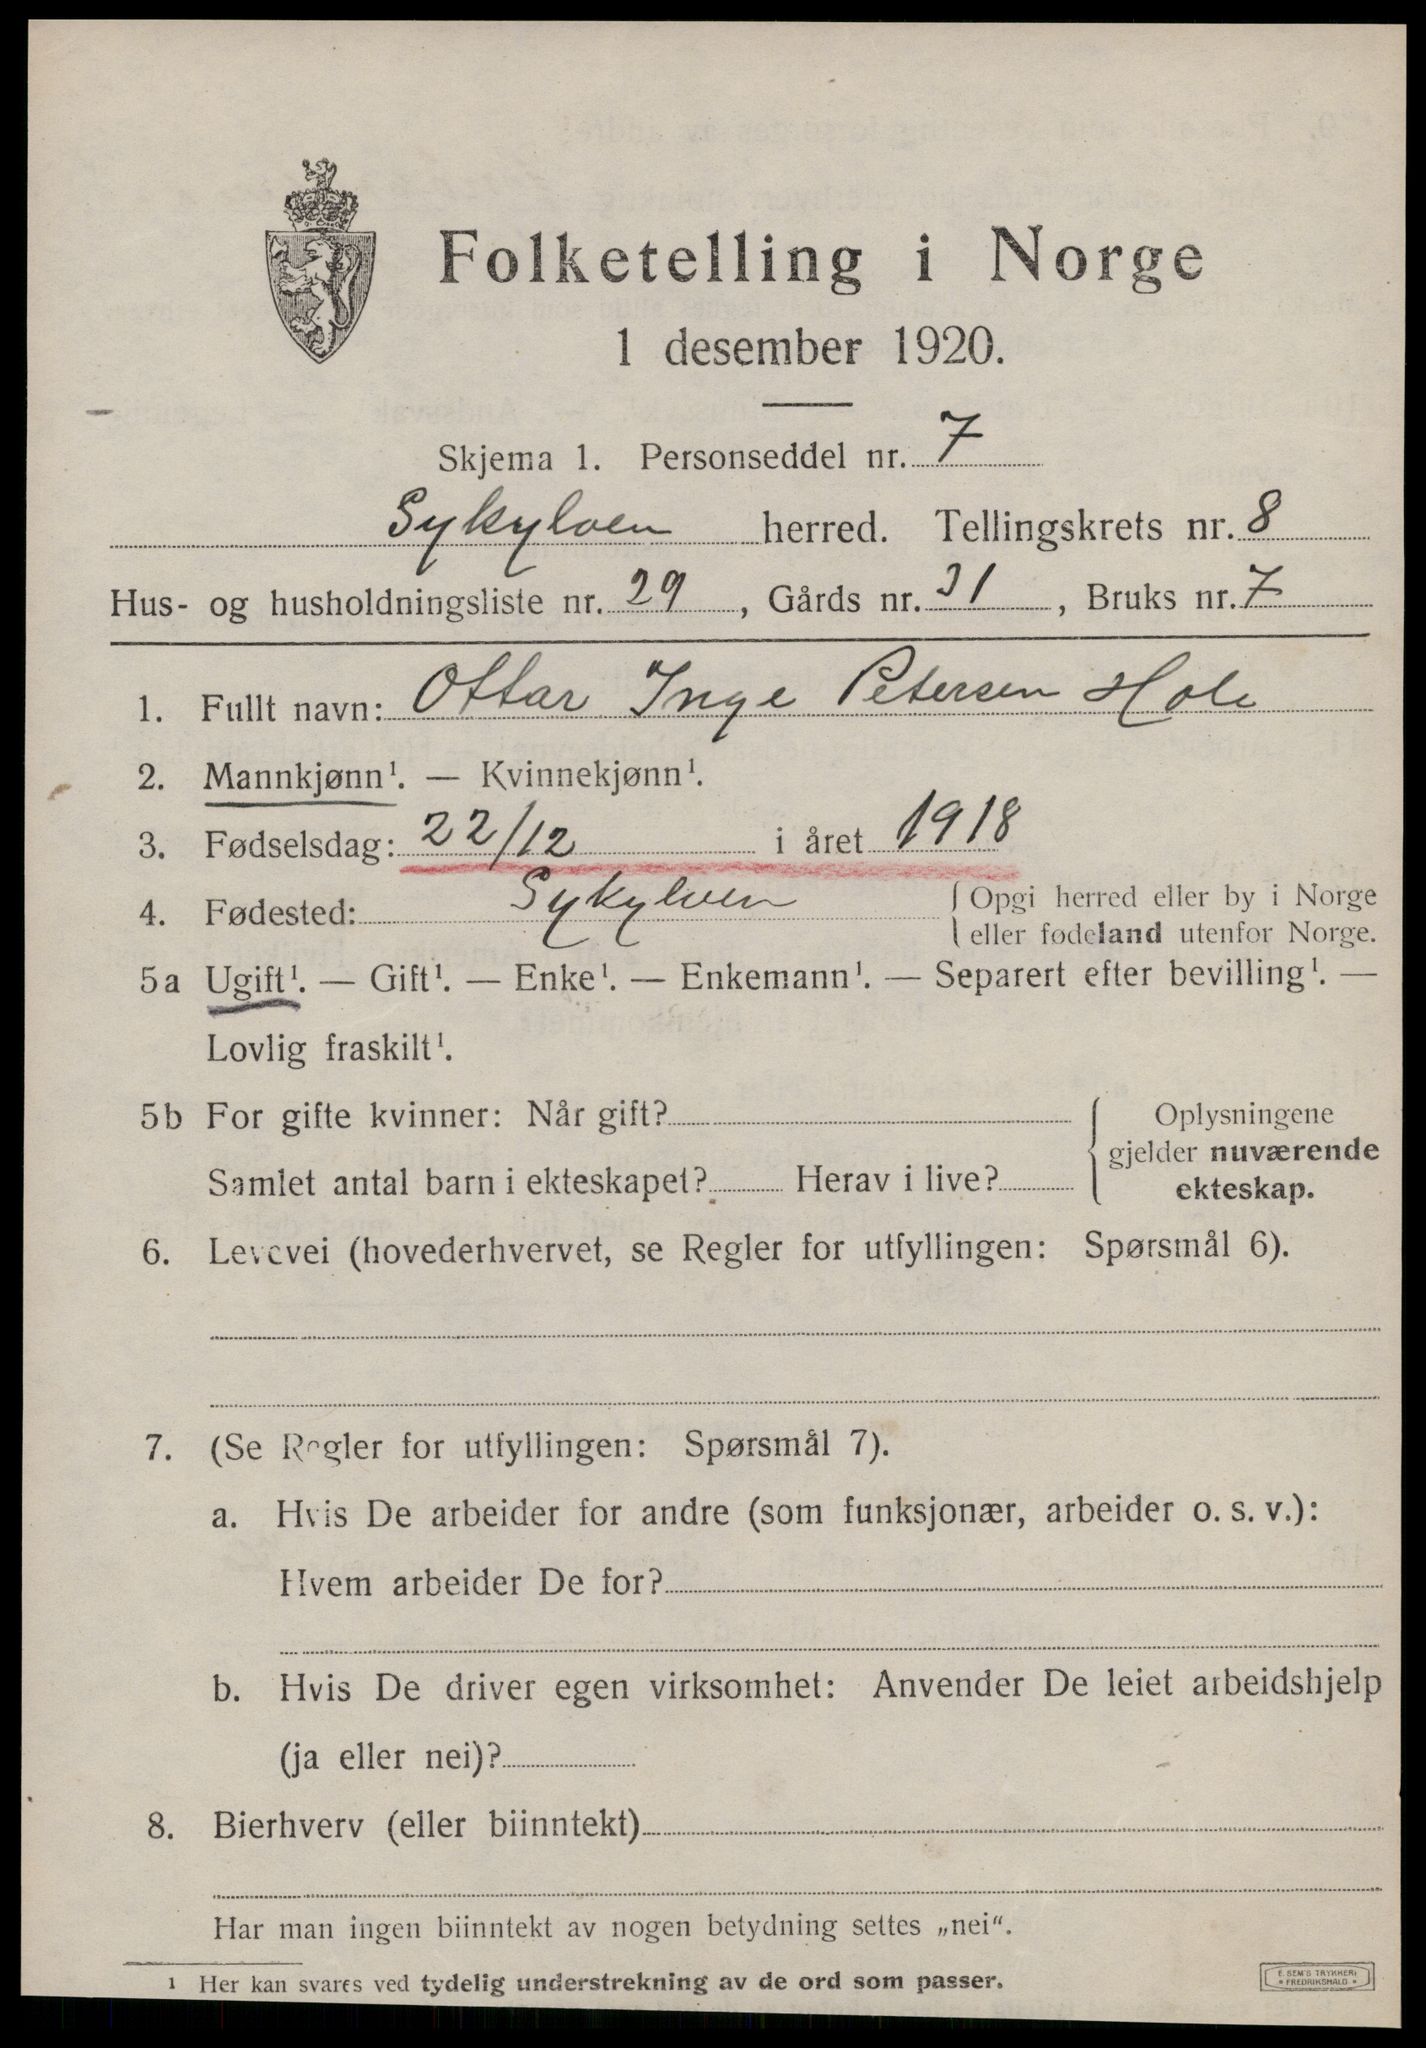 Folketelling i Norge
1 desember 1920.
Skjema 1. Personseddel nr. 7
Sykylven herred. Tellingskrets nr. 8
Hus- og husholdningsliste nr. 29, Gårds nr. 31, Bruks nr. 7
1. Fullt navn: Ottar Inge Petersen Hole
2. Mannkjønn¹. — Kvinnekjønn¹.
3. Fødselsdag: 22/12 i året 1918
4. Fødested: Sykylven { Opgi herred eller by i Norge
eller fødeland utenfor Norge.
5a Ugift¹. — Gift¹. — Enke¹. — Enkemann¹. — Separert efter bevilling¹. —
Lovlig fraskilt¹.
5b For gifte kvinner: Når gift?
Samlet antal barn i ekteskapet? Herav i live?
{ Oplysningene
gjelder nuværende
ekteskap.
6. Levevei (hovederhvervet, se Regler for utfyllingen: Spørsmål 6).
7. (Se Regler for utfyllingen: Spørsmål 7).
a. Hvis De arbeider for andre (som funksjonær, arbeider o. s. v.):
Hvem arbeider De for?
b. Hvis De driver egen virksomhet: Anvender De leiet arbeidshjelp
(ja eller nei)?
8. Bierhverv (eller biinntekt)
Har man ingen biinntekt av nogen betydning settes „nei“.
¹ Her kan svares ved tydelig understrekning av de ord som passer.
E. SEM'S TRYKKERI
• FREDRIKSHALD •